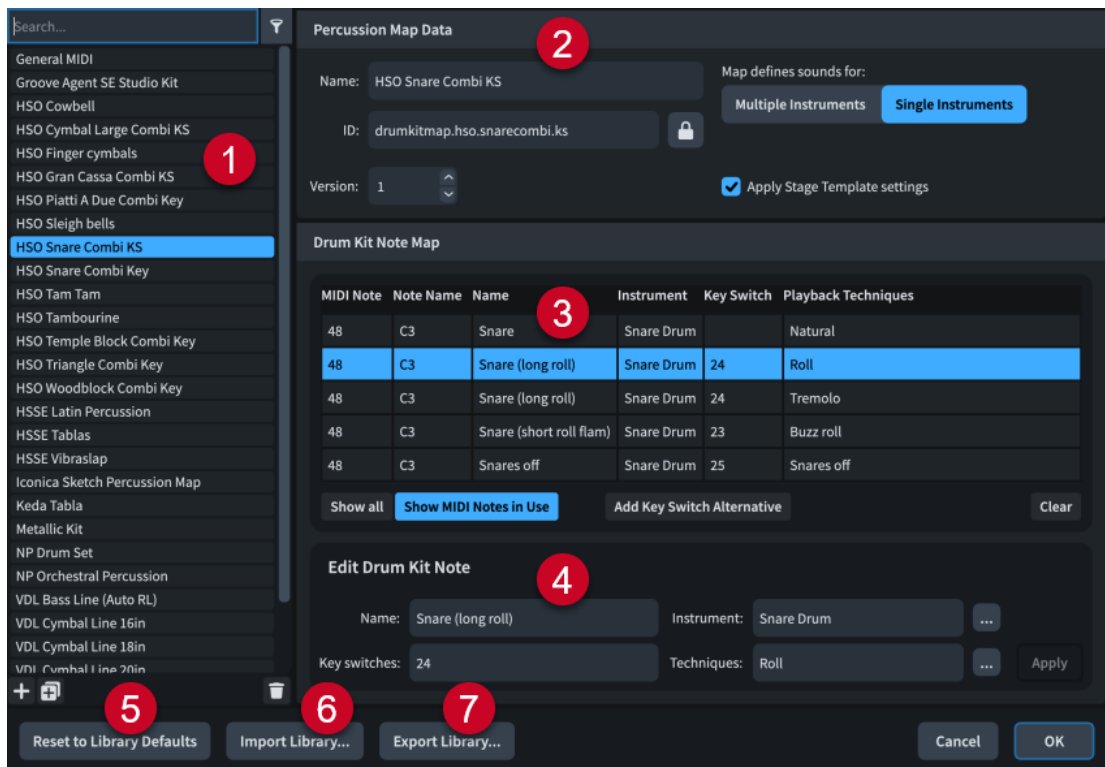 Search...
General MIDI
Groove Agent SE Studio Kit
HSO Cowbell
HSO Cymbal Large Combi KS
HSO Finger cymbals
HSO Gran Cassa Combi KS
HSO Piatti A Due Combi Key
HSO Sleigh bells
HSO Snare Combi KS
HSO Snare Combi Key
HSO Tam Tam
HSO Tambourine
HSO Temple Block Combi Key
HSO Triangle Combi Key
HSO Woodblock Combi Key
HSSE Latin Percussion
HSSE Tablas
HSSE Vibraslap
Iconica Sketch Percussion Map
Keda Tabla
Metallic Kit
NP Drum Set
NP Orchestral Percussion
VDL Bass Line (Auto RL)
VDL Cymbal Line 16in
VDL Cymbal Line 18in
VDL Cymbal Line 20in
1
Percussion Map Data
2
Name: HSO Snare Combi KS
ID: drumkitmap.hso.snarecombi.ks
Version: 1
Map defines sounds for:
Multiple Instruments Single Instruments
Apply Stage Template settings
Drum Kit Note Map
3
MIDI Note Note Name Name Instrument Key Switch Playback Techniques
48 C3 Snare Snare Drum Natural
48 C3 Snare (long roll) Snare Drum 24 Roll
48 C3 Snare (long roll) Snare Drum 24 Tremolo
48 C3 Snare (short roll flam) Snare Drum 23 Buzz roll
48 C3 Snares off Snare Drum 25 Snares off
Show all Show MIDI Notes in Use Add Key Switch Alternative Clear
Edit Drum Kit Note
4
Name: Snare (long roll) Instrument: Snare Drum ...
Key switches: 24 Techniques: Roll ... Apply
5 6 7
Reset to Library Defaults Import Library... Export Library... Cancel OK